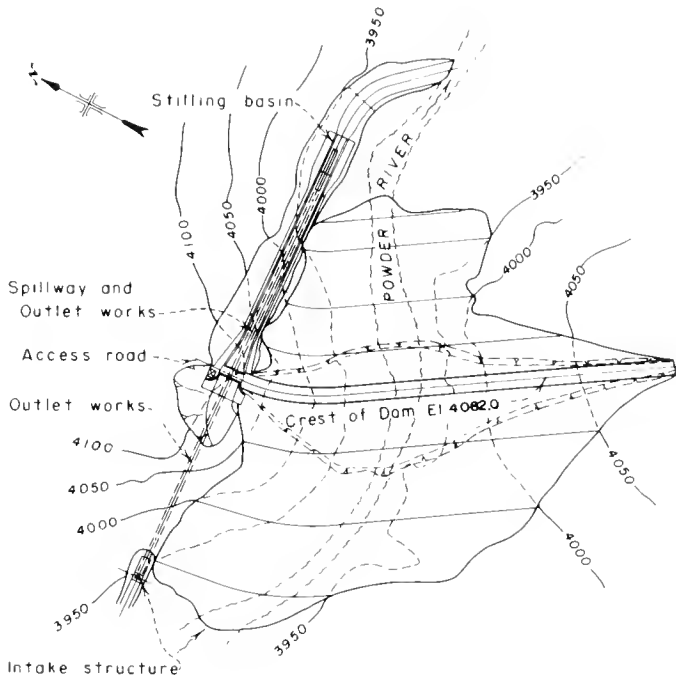 3950
N
Stilling basin
4000
4050
4100
POWDER RIVER
3950
4000
4050
Spillway and
Outlet works
Access road
Outlet works
Crest of Dam El 4082.0
4100
4050
4000
3950
3950
4050
4000
Intake structure